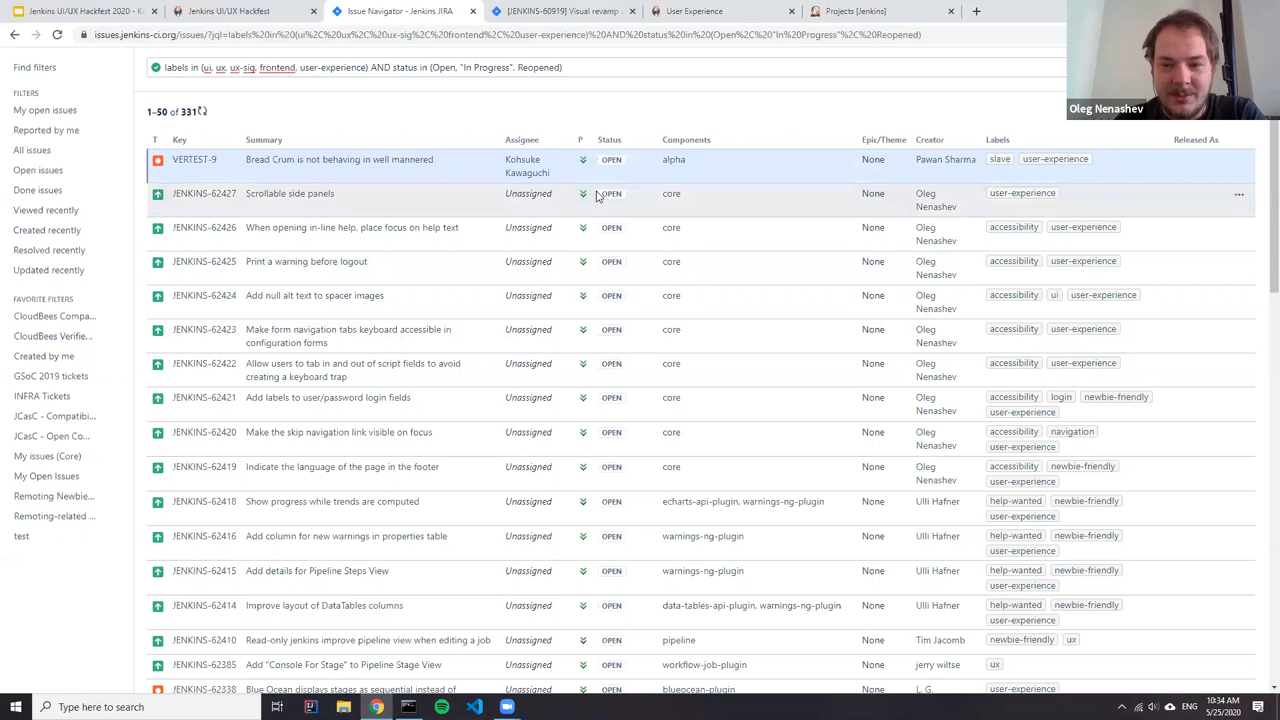 Jenkins UI/UX Hackfest 2020 - K
Jenkins UI/UX Hackfest
Issue Navigator - Jenkins JIRA
[JENKINS-60919] Visual revamp
User Experience
Projects [Jenkins]
issues.jenkins-ci.org/issues/?jql=labels%20in%20(ui%2C%20ux%2C%20ux-sig%2C%20frontend%2C%20user-experience)%20AND%20status%20in%20(Open%2C%20"In%20Progress"%2C%20Reopened)
Oleg Nenashev
Find filters
labels in (ui, ux, ux-sig, frontend, user-experience) AND status in (Open, "In Progress", Reopened)
FILTERS
My open issues
Reported by me
All issues
Open issues
Done issues
Viewed recently
Created recently
Resolved recently
Updated recently
FAVORITE FILTERS
CloudBees Compa...
CloudBees Verifie...
Created by me
GSoC 2019 tickets
INFRA Tickets
JCasC - Compatibi...
JCasC - Open Co...
My issues (Core)
My Open Issues
Remoting Newbie...
Remoting-related ...
test
1–50 of 331
T Key Summary Assignee P Status Components Epic/Theme Creator Labels Released As
VERTEST-9 Bread Crum is not behaving in well mannered Kohsuke Kawaguchi OPEN alpha None Pawan Sharma slave user-experience
JENKINS-62427 Scrollable side panels Unassigned OPEN core None Oleg Nenashev user-experience
JENKINS-62426 When opening in-line help, place focus on help text Unassigned OPEN core None Oleg Nenashev accessibility user-experience
JENKINS-62425 Print a warning before logout Unassigned OPEN core None Oleg Nenashev accessibility user-experience
JENKINS-62424 Add null alt text to spacer images Unassigned OPEN core None Oleg Nenashev accessibility ui user-experience
JENKINS-62423 Make form navigation tabs keyboard accessible in configuration forms Unassigned OPEN core None Oleg Nenashev accessibility user-experience
JENKINS-62422 Allow users to tab in and out of script fields to avoid creating a keyboard trap Unassigned OPEN core None Oleg Nenashev accessibility user-experience
JENKINS-62421 Add labels to user/password login fields Unassigned OPEN core None Oleg Nenashev accessibility login newbie-friendly user-experience
JENKINS-62420 Make the skip navigation link visible on focus Unassigned OPEN core None Oleg Nenashev accessibility navigation user-experience
JENKINS-62419 Indicate the language of the page in the footer Unassigned OPEN core None Oleg Nenashev accessibility newbie-friendly user-experience
JENKINS-62418 Show progress while trends are computed Unassigned OPEN echarts-api-plugin, warnings-ng-plugin None Ulli Hafner help-wanted newbie-friendly user-experience
JENKINS-62416 Add column for new warnings in properties table Unassigned OPEN warnings-ng-plugin None Ulli Hafner help-wanted newbie-friendly user-experience
JENKINS-62415 Add details for Pipeline Steps View Unassigned OPEN warnings-ng-plugin None Ulli Hafner help-wanted newbie-friendly user-experience
JENKINS-62414 Improve layout of DataTables columns Unassigned OPEN data-tables-api-plugin, warnings-ng-plugin None Ulli Hafner help-wanted newbie-friendly user-experience
JENKINS-62410 Read-only jenkins improve pipeline view when editing a job Unassigned OPEN pipeline None Tim Jacomb newbie-friendly ux
JENKINS-62385 Add "Console For Stage" to Pipeline Stage View Unassigned OPEN workflow-job-plugin None jerry wiltse ux
JENKINS-62338 Blue Ocean displays stages as sequential instead of Unassigned OPEN blueocean-plugin None L. G. user-experience
Type here to search
10:34 AM
5/25/2020